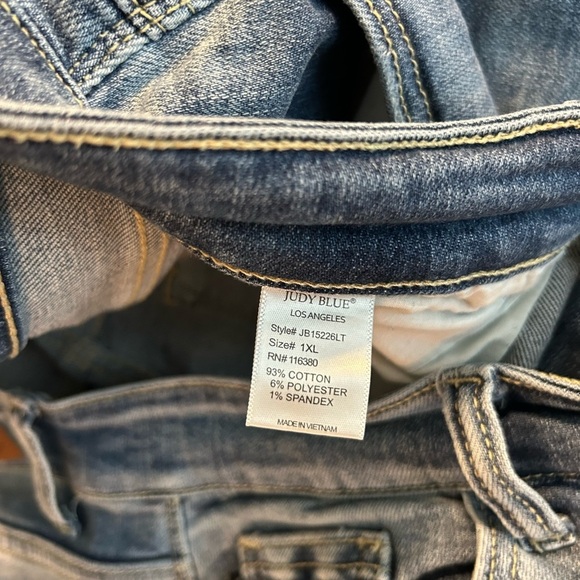 JUDY BLUE®
LOS ANGELES
Style# JB15226LT
Size# 1XL
RN# 116380
93% COTTON
6% POLYESTER
1% SPANDEX
MADE IN VIETNAM